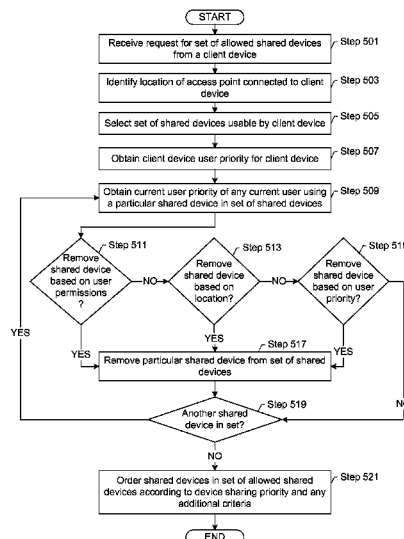 START
Receive request for set of allowed shared devices
from a client device
Step 501
Identify location of access point connected to client
device
Step 503
Select set of shared devices usable by client device
Step 505
Obtain client device user priority for client device
Step 507
Obtain current user priority of any current user using
a particular shared device in set of shared devices
Step 509
Step 511
Remove
shared device
based on user
permissions
?
NO
Step 513
Remove
shared device
based on
location?
NO
Step 515
Remove
shared device
based on user
priority?
YES
YES
YES
YES
Step 517
Remove particular shared device from set of shared
devices
Step 519
Another shared
device in set?
NO
Step 521
Order shared devices in set of allowed shared
devices according to device sharing priority and any
additional criteria
END